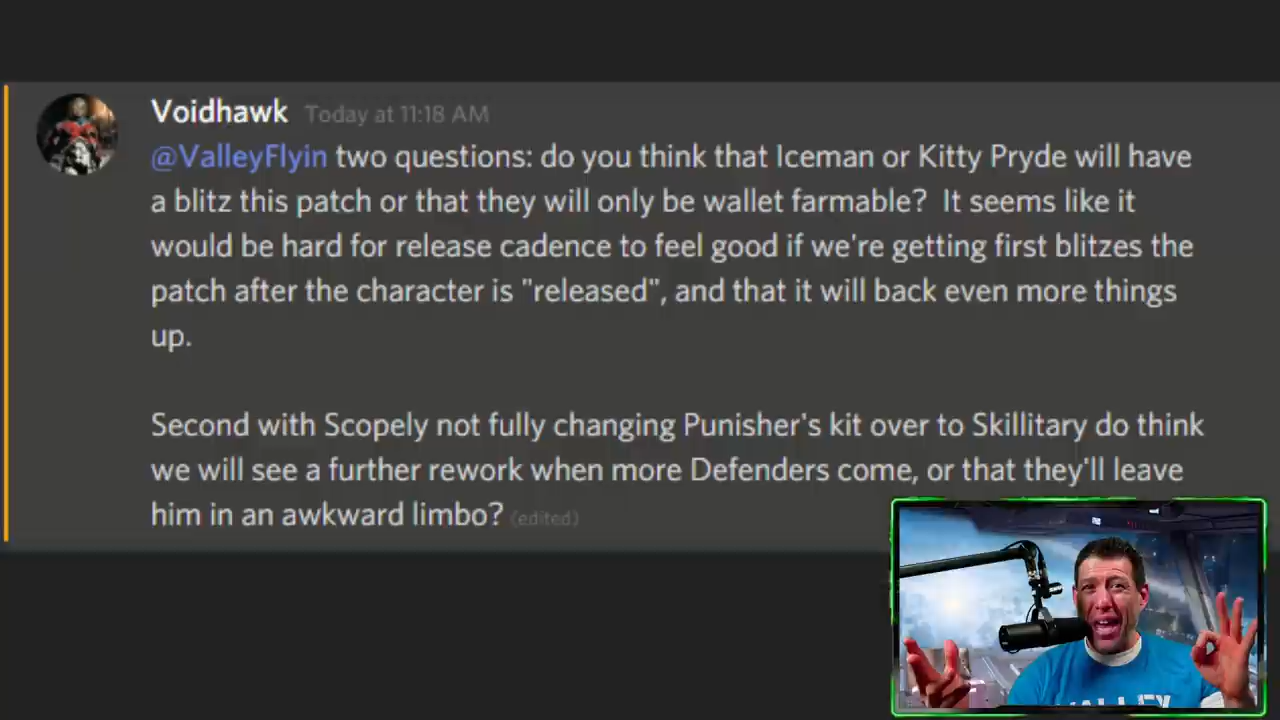 Voidhawk Today at 11:18 AM
@ValleyFlyin two questions: do you think that Iceman or Kitty Pryde will have
a blitz this patch or that they will only be wallet farmable? It seems like it
would be hard for release cadence to feel good if we're getting first blitzes the
patch after the character is "released", and that it will back even more things
up.
Second with Scopely not fully changing Punisher's kit over to Skillitary do think
we will see a further rework when more Defenders come, or that they'll leave
him in an awkward limbo? (edited)
VALLEY